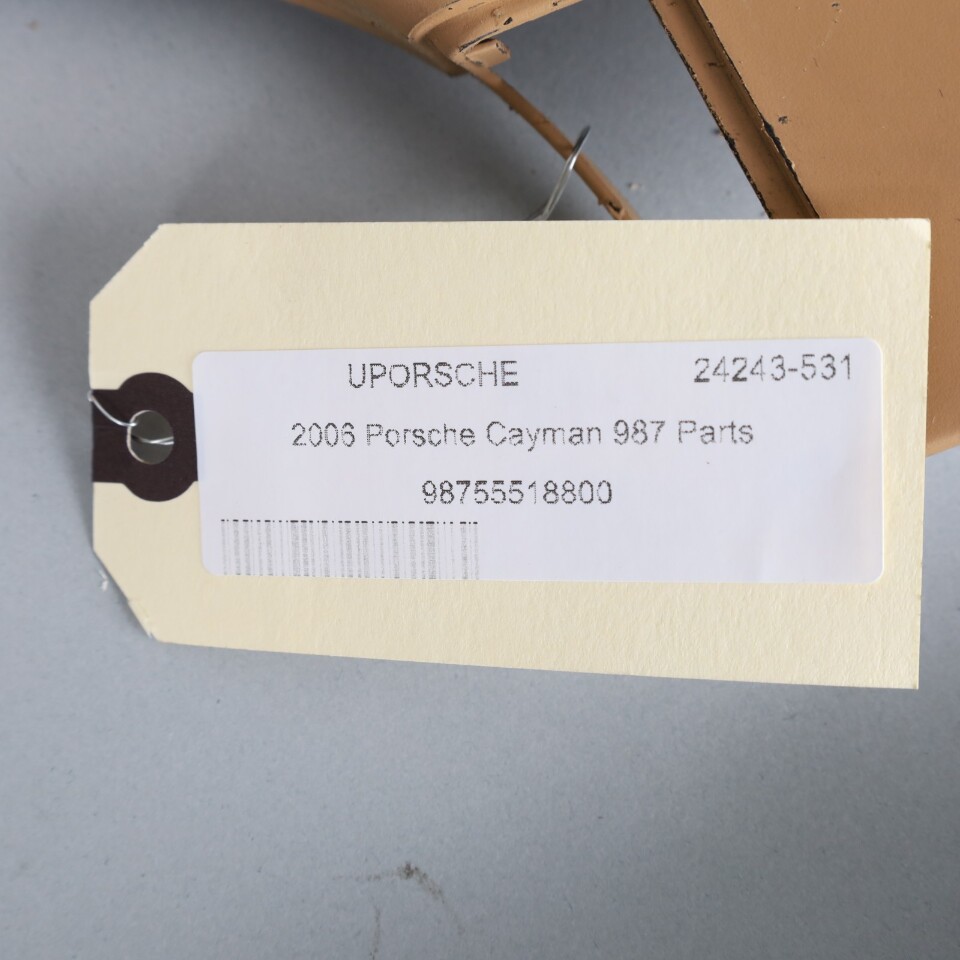 UPORSCHE 24243-531
2006 Porsche Cayman 987 Parts
98755518800